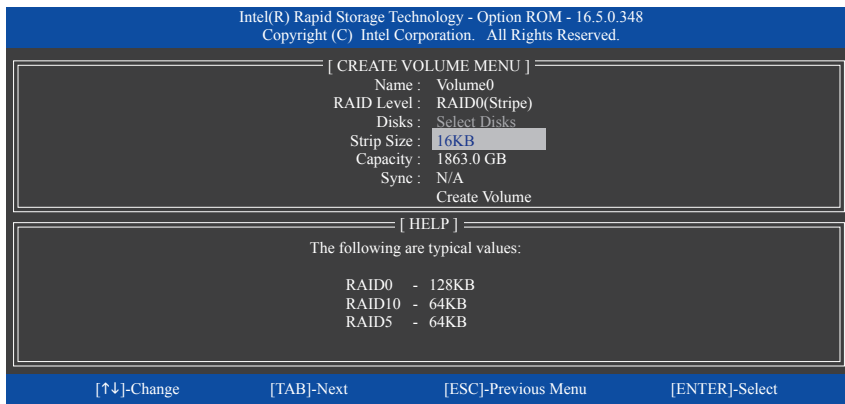 Intel(R) Rapid Storage Technology - Option ROM - 16.5.0.348
Copyright (C) Intel Corporation. All Rights Reserved.
[ CREATE VOLUME MENU ]
Name : Volume0
RAID Level : RAID0(Stripe)
Disks : Select Disks
Strip Size : 16KB
Capacity : 1863.0 GB
Sync : N/A
Create Volume
[ HELP ]
The following are typical values:
RAID0 - 128KB
RAID10 - 64KB
RAID5 - 64KB
[↑↓]-Change [TAB]-Next [ESC]-Previous Menu [ENTER]-Select